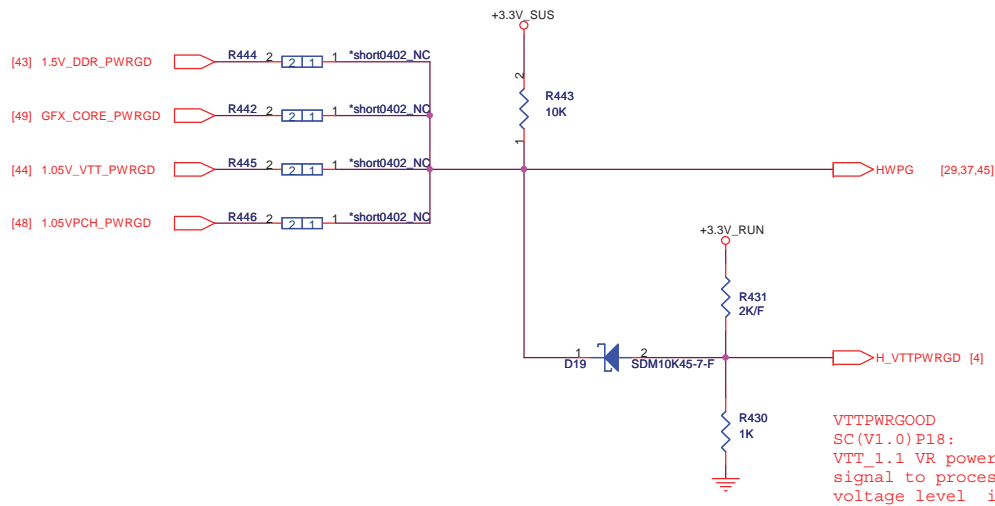 +3.3V_SUS
[43] 1.5V_DDR_PWRGD R444 2 2 1 1 *short0402_NC
2
R443
10K
1
[49] GFX_CORE_PWRGD R442 2 2 1 1 *short0402_NC
[44] 1.05V_VTT_PWRGD R445 2 2 1 1 *short0402_NC
HWPG [29,37,45]
[48] 1.05VPCH_PWRGD R446 2 2 1 1 *short0402_NC
+3.3V_RUN
R431
2K/F
1 2
D19 SDM10K45-7-F
H_VTTPWRGD [4]
R430
1K
VTTPWRGOOD
SC(V1.0)P18:
VTT_1.1 VR power
signal to proces
voltage level i